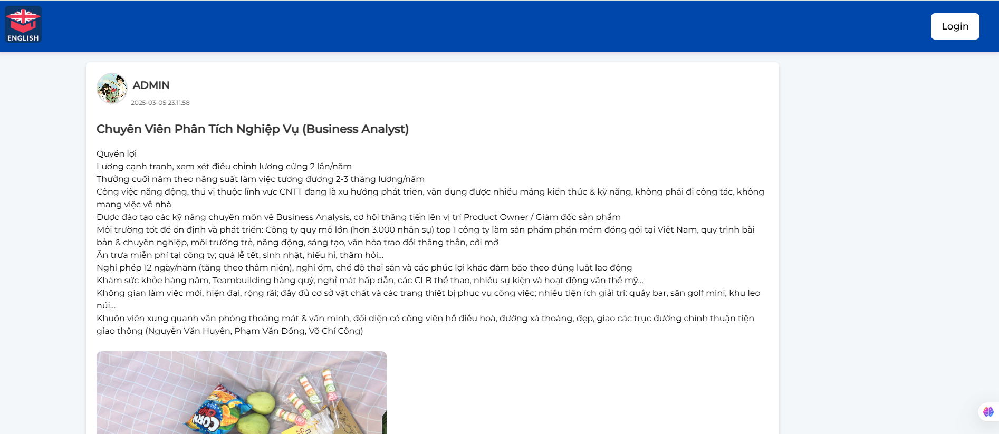 ENGLISH
Login
ADMIN
2025-03-05 23:11:58
Chuyên Viên Phân Tích Nghiệp Vụ (Business Analyst)
Quyền lợi
Lương cạnh tranh, xem xét điều chỉnh lương cứng 2 lần/năm
Thưởng cuối năm theo năng suất làm việc tương đương 2-3 tháng lương/năm
Công việc năng động, thú vị thuộc lĩnh vực CNTT đang là xu hướng phát triển, vận dụng được nhiều mảng kiến thức & kỹ năng, không phải đi công tác, không
mang việc về nhà
Được đào tạo các kỹ năng chuyên môn về Business Analysis, cơ hội thăng tiến lên vị trí Product Owner / Giám đốc sản phẩm
Môi trường tốt để ổn định và phát triển: Công ty quy mô lớn (hơn 3.000 nhân sự) top 1 công ty làm sản phẩm phần mềm đóng gói tại Việt Nam, quy trình bài
bản & chuyên nghiệp, môi trường trẻ, năng động, sáng tạo, văn hóa trao đổi thẳng thắn, cởi mở
Ăn trưa miễn phí tại công ty; quà lễ tết, sinh nhật, hiếu hỉ, thăm hỏi...
Nghỉ phép 12 ngày/năm (tăng theo thâm niên), nghỉ ốm, chế độ thai sản và các phúc lợi khác đảm bảo theo đúng luật lao động
Khám sức khỏe hàng năm, Teambuilding hàng quý, nghỉ mát hấp dẫn, các CLB thể thao, nhiều sự kiện và hoạt động văn thể mỹ...
Không gian làm việc mới, hiện đại, rộng rãi; đầy đủ cơ sở vật chất và các trang thiết bị phục vụ công việc; nhiều tiện ích giải trí: quầy bar, sân golf mini, khu leo
núi...
Khuôn viên xung quanh văn phòng thoáng mát & văn minh, đối diện có công viên hồ điều hoà, đường xá thoáng, đẹp, giao các trục đường chính thuận tiện
giao thông (Nguyễn Văn Huyên, Phạm Văn Đồng, Võ Chí Công)
CORN
Chip